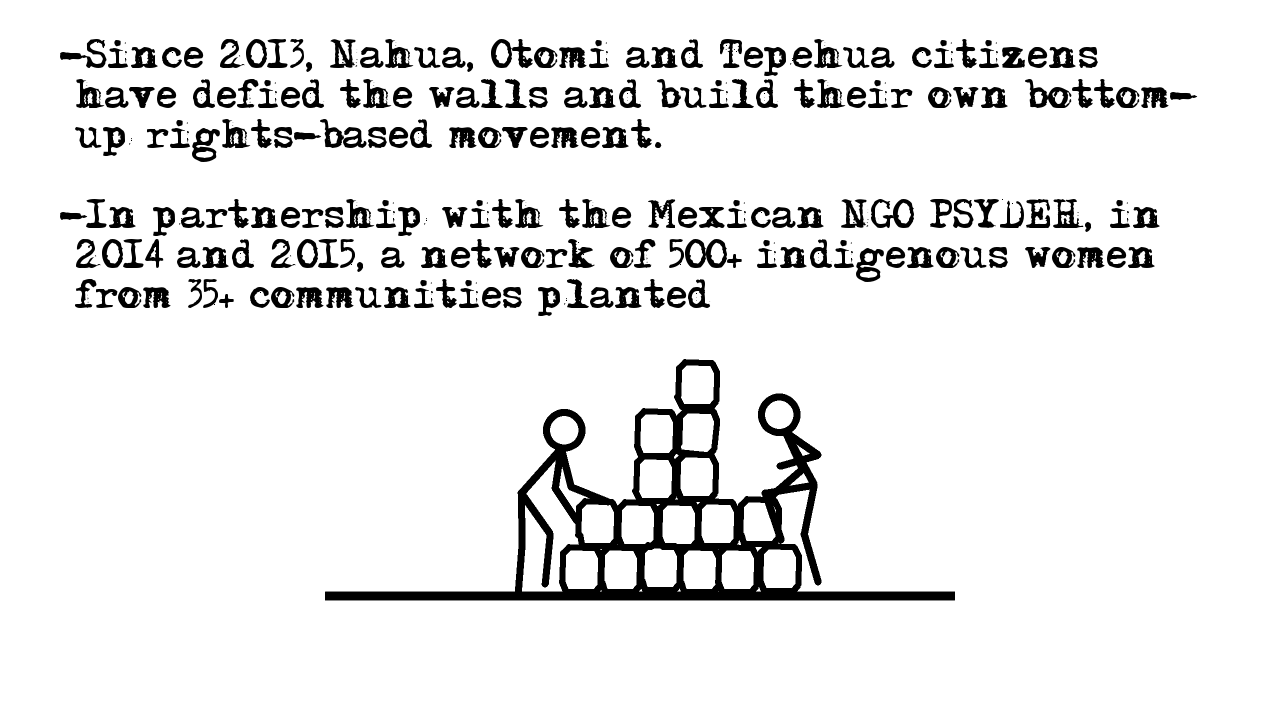 -Since 2013, Nahua, Otomi and Tepehua citizens
have defied the walls and build their own bottom-
up rights-based movement.
-In partnership with the Mexican NGO PSYDEH, in
2014 and 2015, a network of 500+ indigenous women
from 35+ communities planted